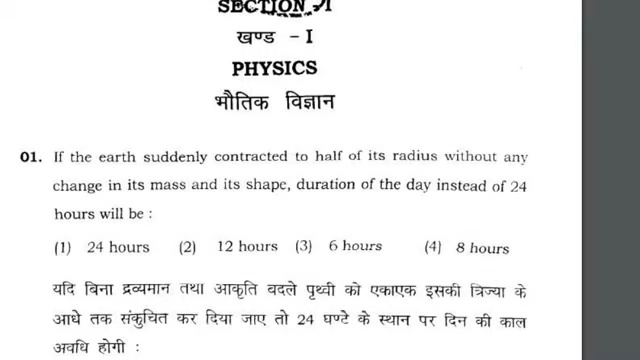 SECTION - I
खण्ड - I
PHYSICS
भौतिक विज्ञान
01. If the earth suddenly contracted to half of its radius without any
change in its mass and its shape, duration of the day instead of 24
hours will be :
(1) 24 hours (2) 12 hours (3) 6 hours (4) 8 hours
यदि बिना द्रव्यमान तथा आकृति बदले पृथ्वी को एकाएक इसकी त्रिज्या के
आधे तक संकुचित कर दिया जाए तो 24 घण्टे के स्थान पर दिन की काल
अवधि होगी :